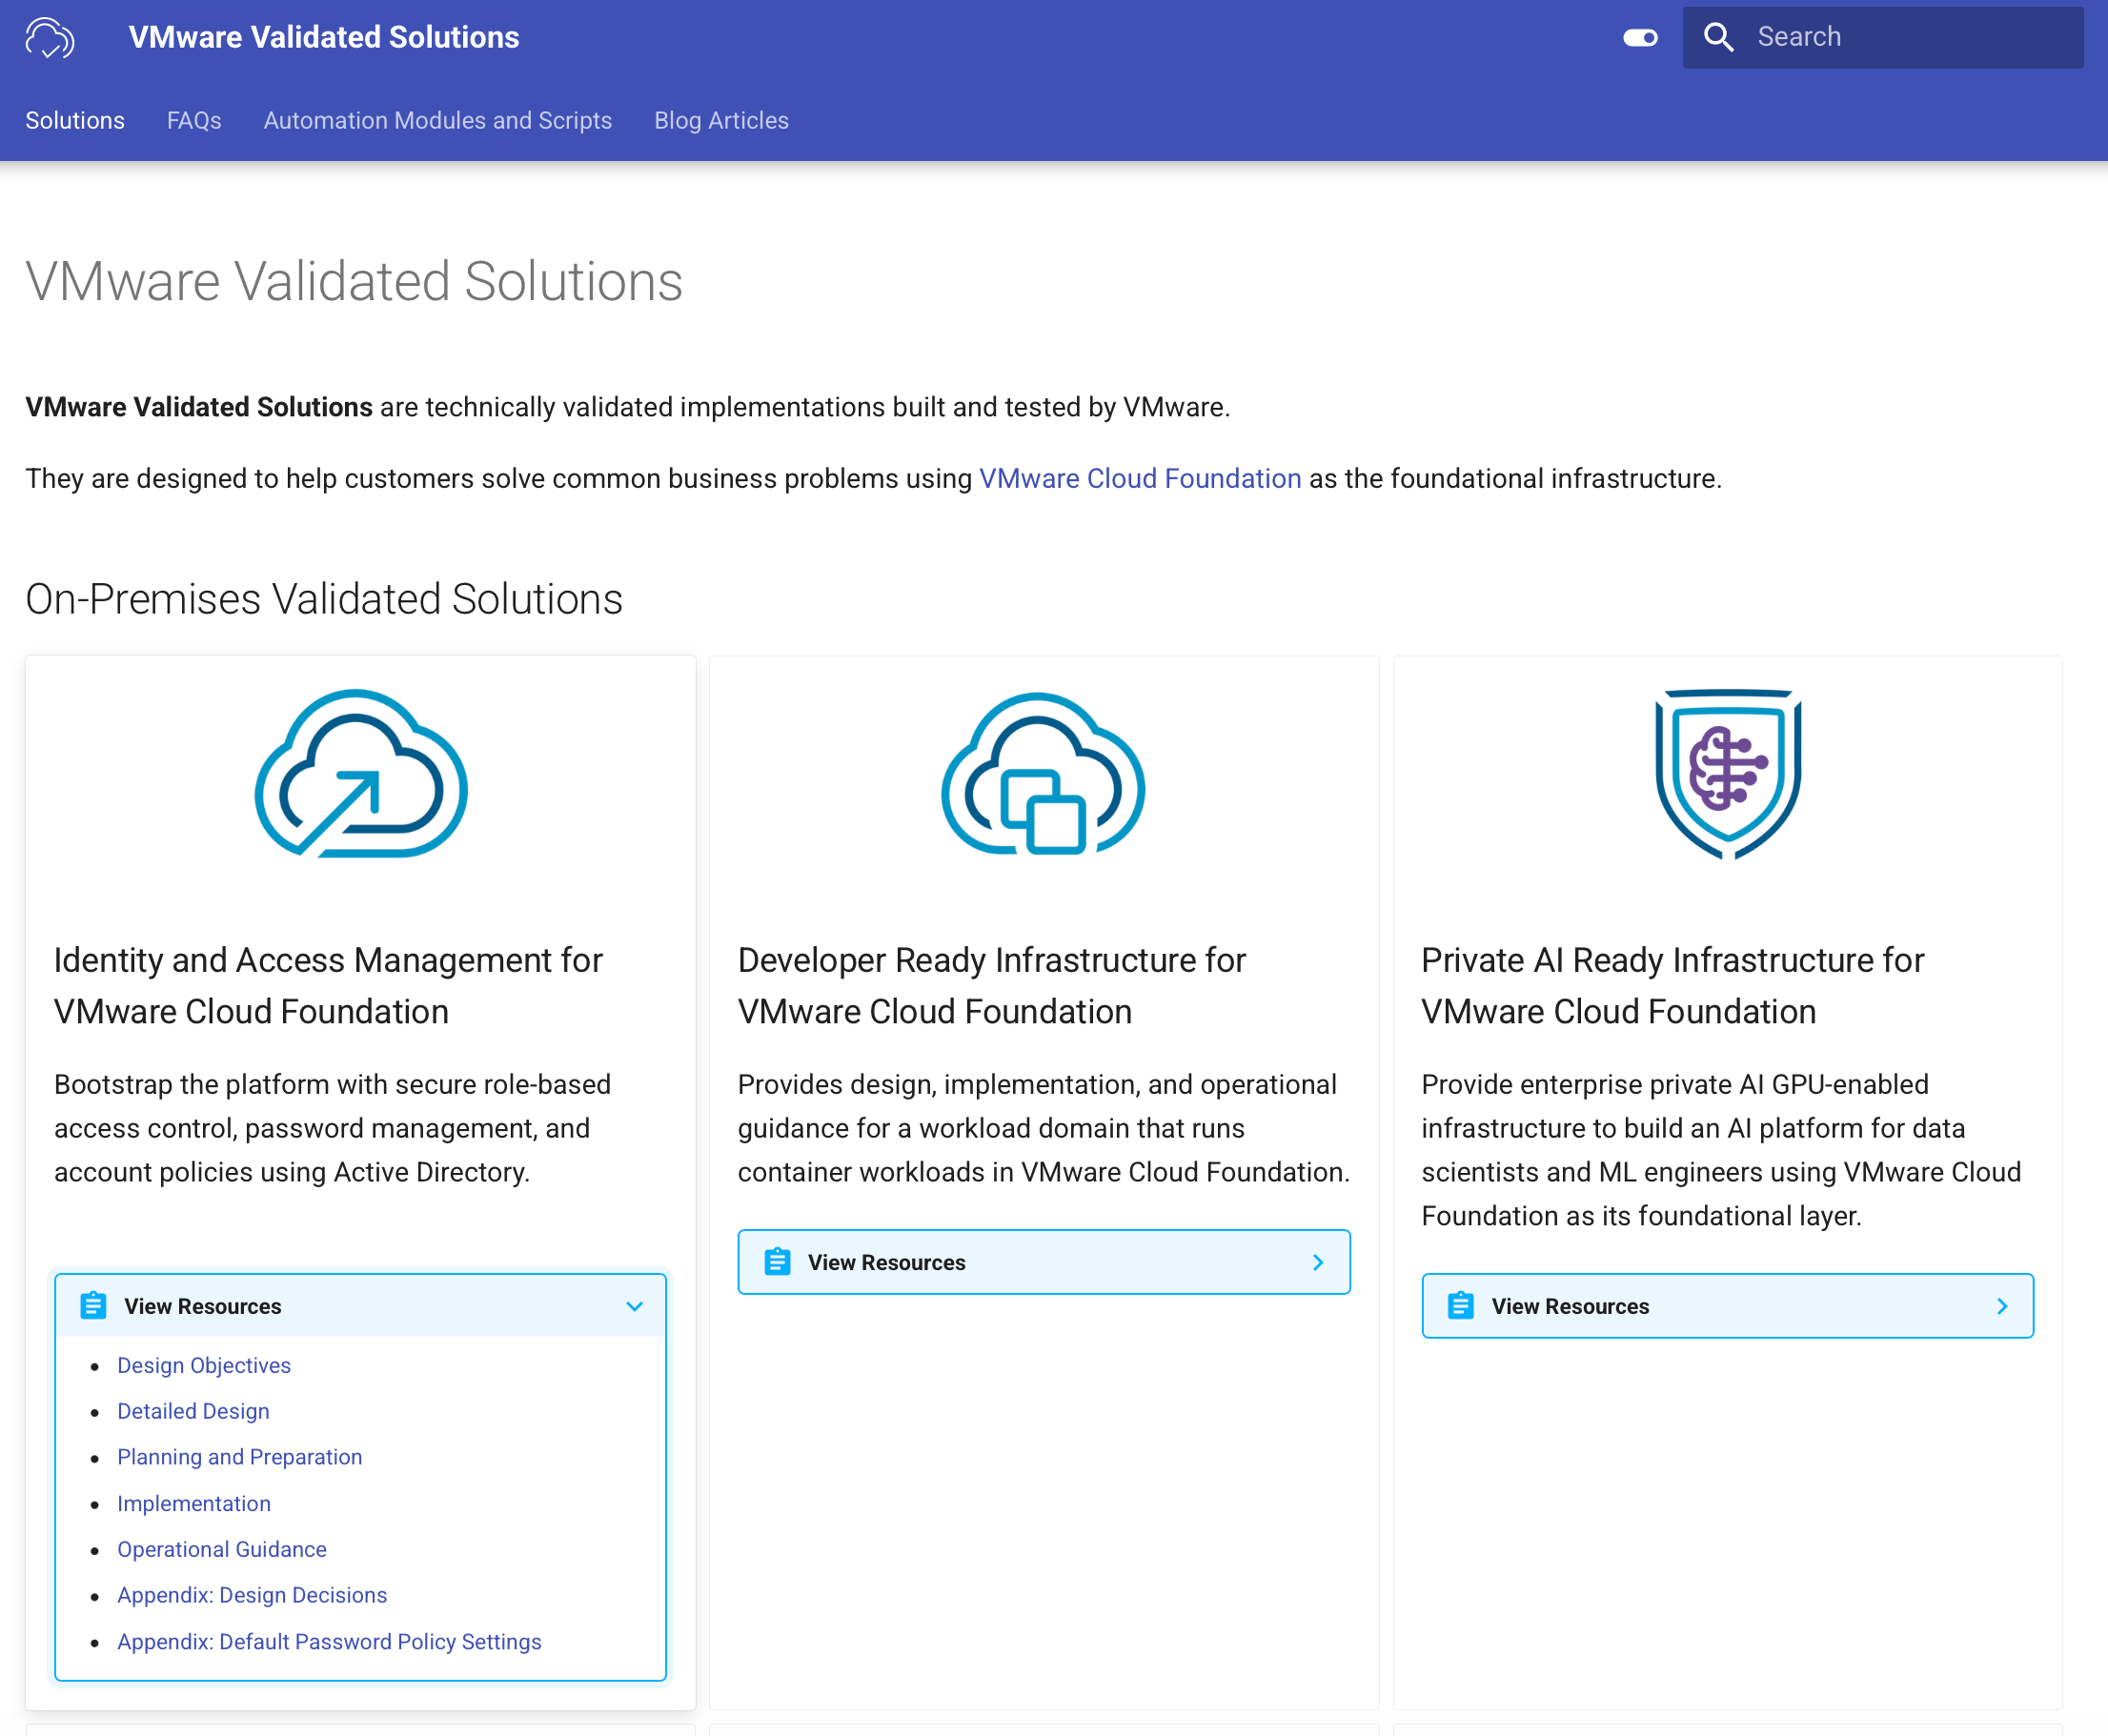 VMware Validated Solutions
Search
Solutions
FAQs
Automation Modules and Scripts
Blog Articles
VMware Validated Solutions
VMware Validated Solutions are technically validated implementations built and tested by VMware.
They are designed to help customers solve common business problems using VMware Cloud Foundation as the foundational infrastructure.
On-Premises Validated Solutions
Identity and Access Management for
VMware Cloud Foundation
Bootstrap the platform with secure role-based
access control, password management, and
account policies using Active Directory.
View Resources
Design Objectives
Detailed Design
Planning and Preparation
Implementation
Operational Guidance
Appendix: Design Decisions
Appendix: Default Password Policy Settings
Developer Ready Infrastructure for
VMware Cloud Foundation
Provides design, implementation, and operational
guidance for a workload domain that runs
container workloads in VMware Cloud Foundation.
View Resources
Private AI Ready Infrastructure for
VMware Cloud Foundation
Provide enterprise private AI GPU-enabled
infrastructure to build an AI platform for data
scientists and ML engineers using VMware Cloud
Foundation as its foundational layer.
View Resources